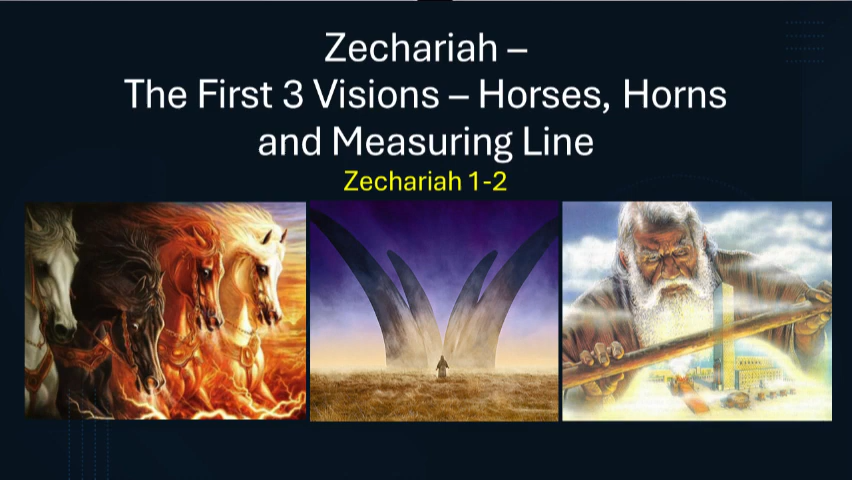 Zechariah –
The First 3 Visions – Horses, Horns
and Measuring Line
Zechariah 1-2